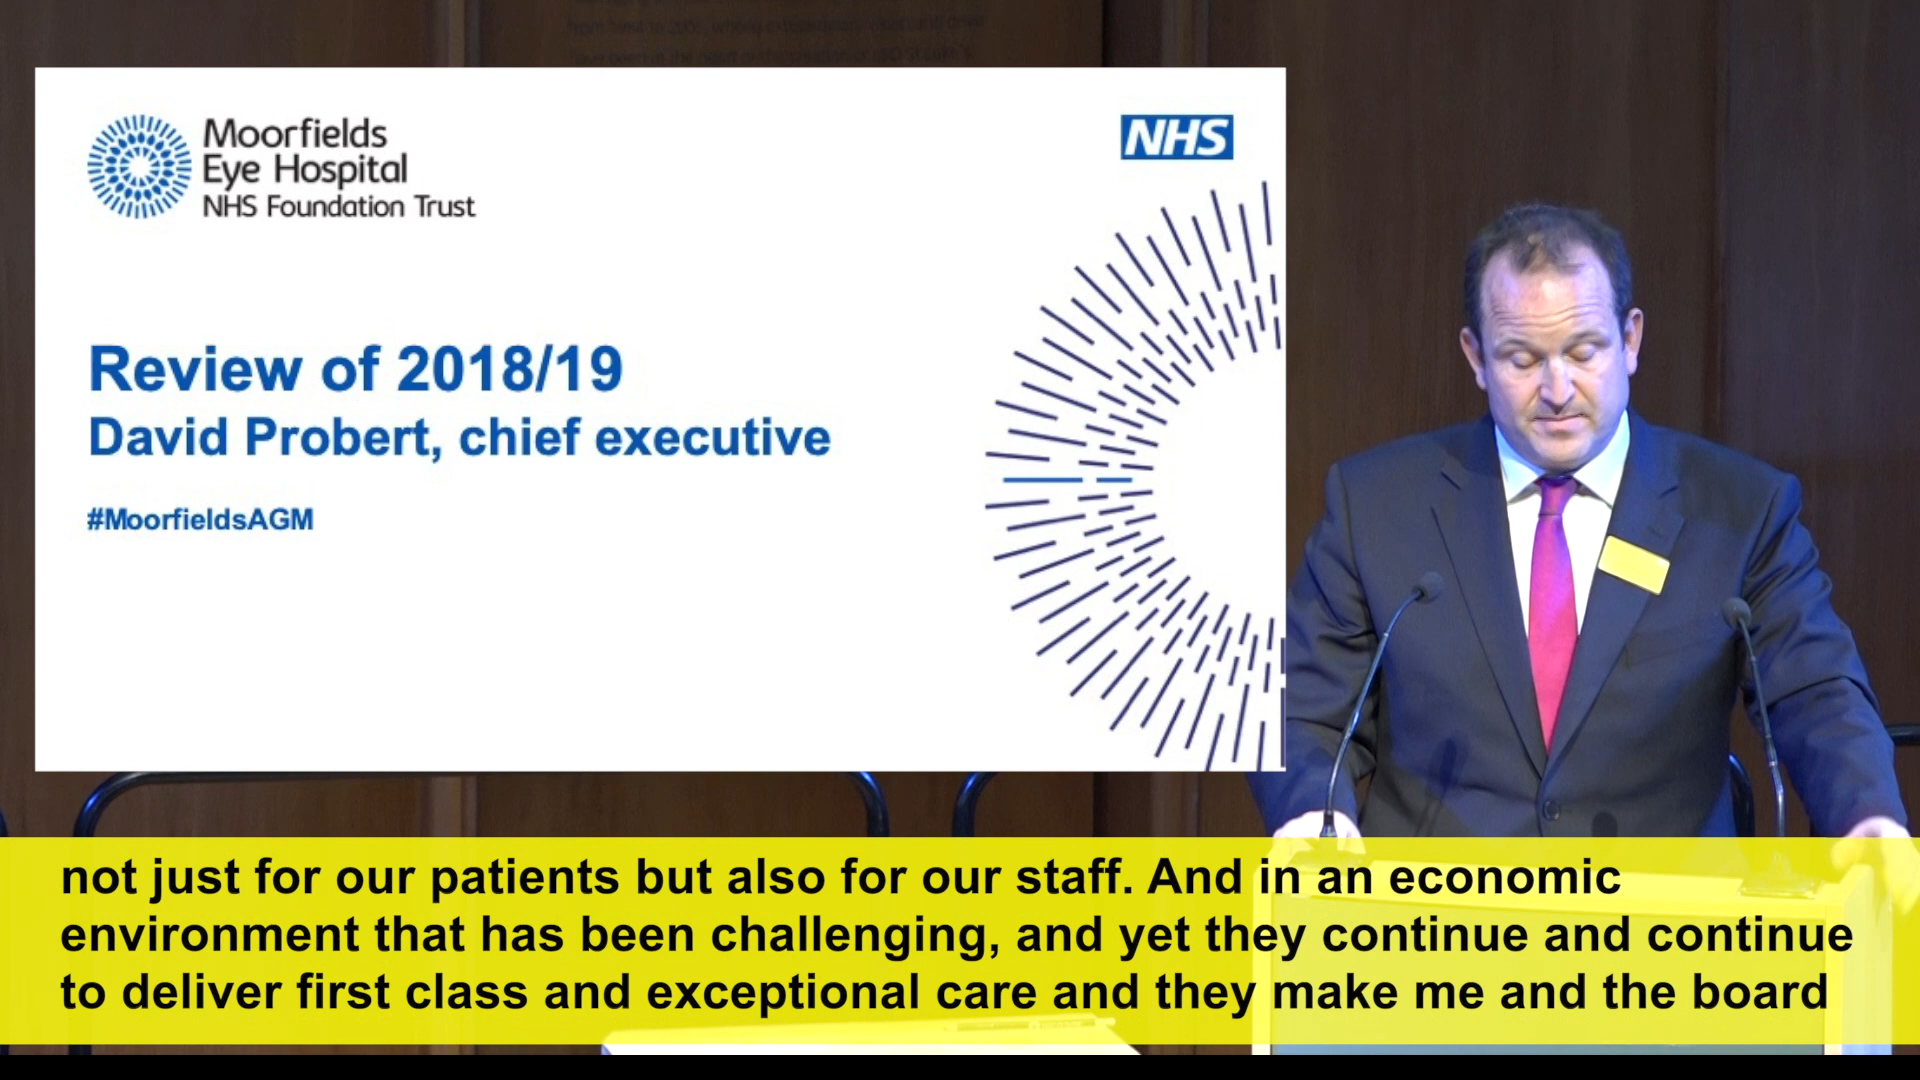 Moorfields
Eye Hospital
NHS Foundation Trust
NHS
Review of 2018/19
David Probert, chief executive
#MoorfieldsAGM
not just for our patients but also for our staff. And in an economic
environment that has been challenging, and yet they continue and continue
to deliver first class and exceptional care and they make me and the board